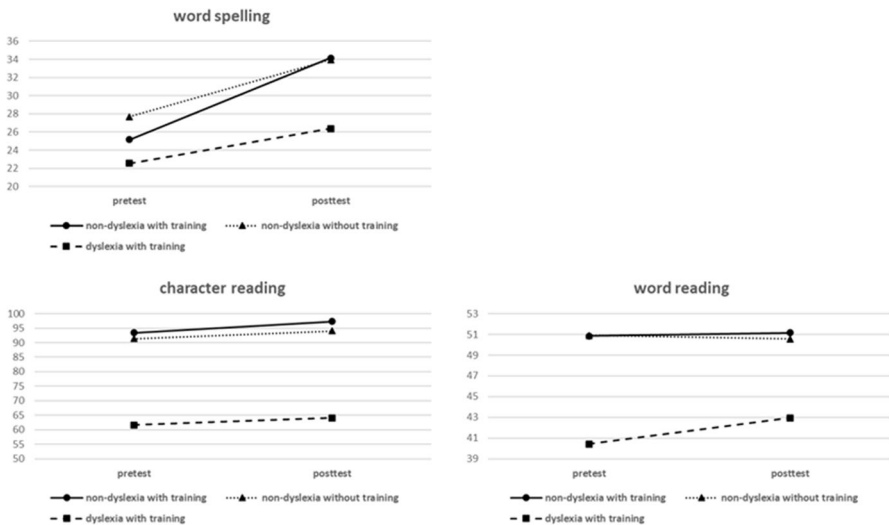 word spelling
36
34
32
30
28
26
24
22
20
pretest posttest
non-dyslexia with training non-dyslexia without training
dyslexia with training
character reading
100
95
90
85
80
75
70
65
60
55
50
pretest posttest
non-dyslexia with training non-dyslexia without training
dyslexia with training
word reading
53
51
49
47
45
43
41
39
pretest posttest
non-dyslexia with training non-dyslexia without training
dyslexia with training